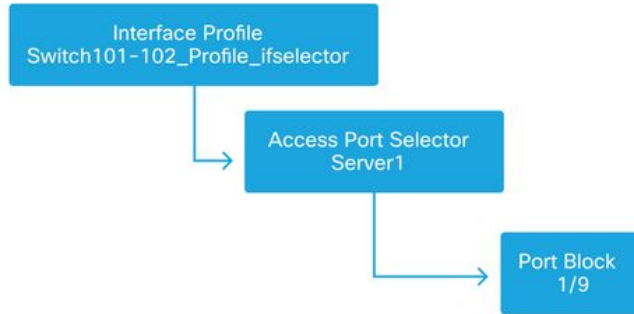 Interface Profile
Switch101-102_Profile_ifselector
Access Port Selector
Server1
Port Block
1/9